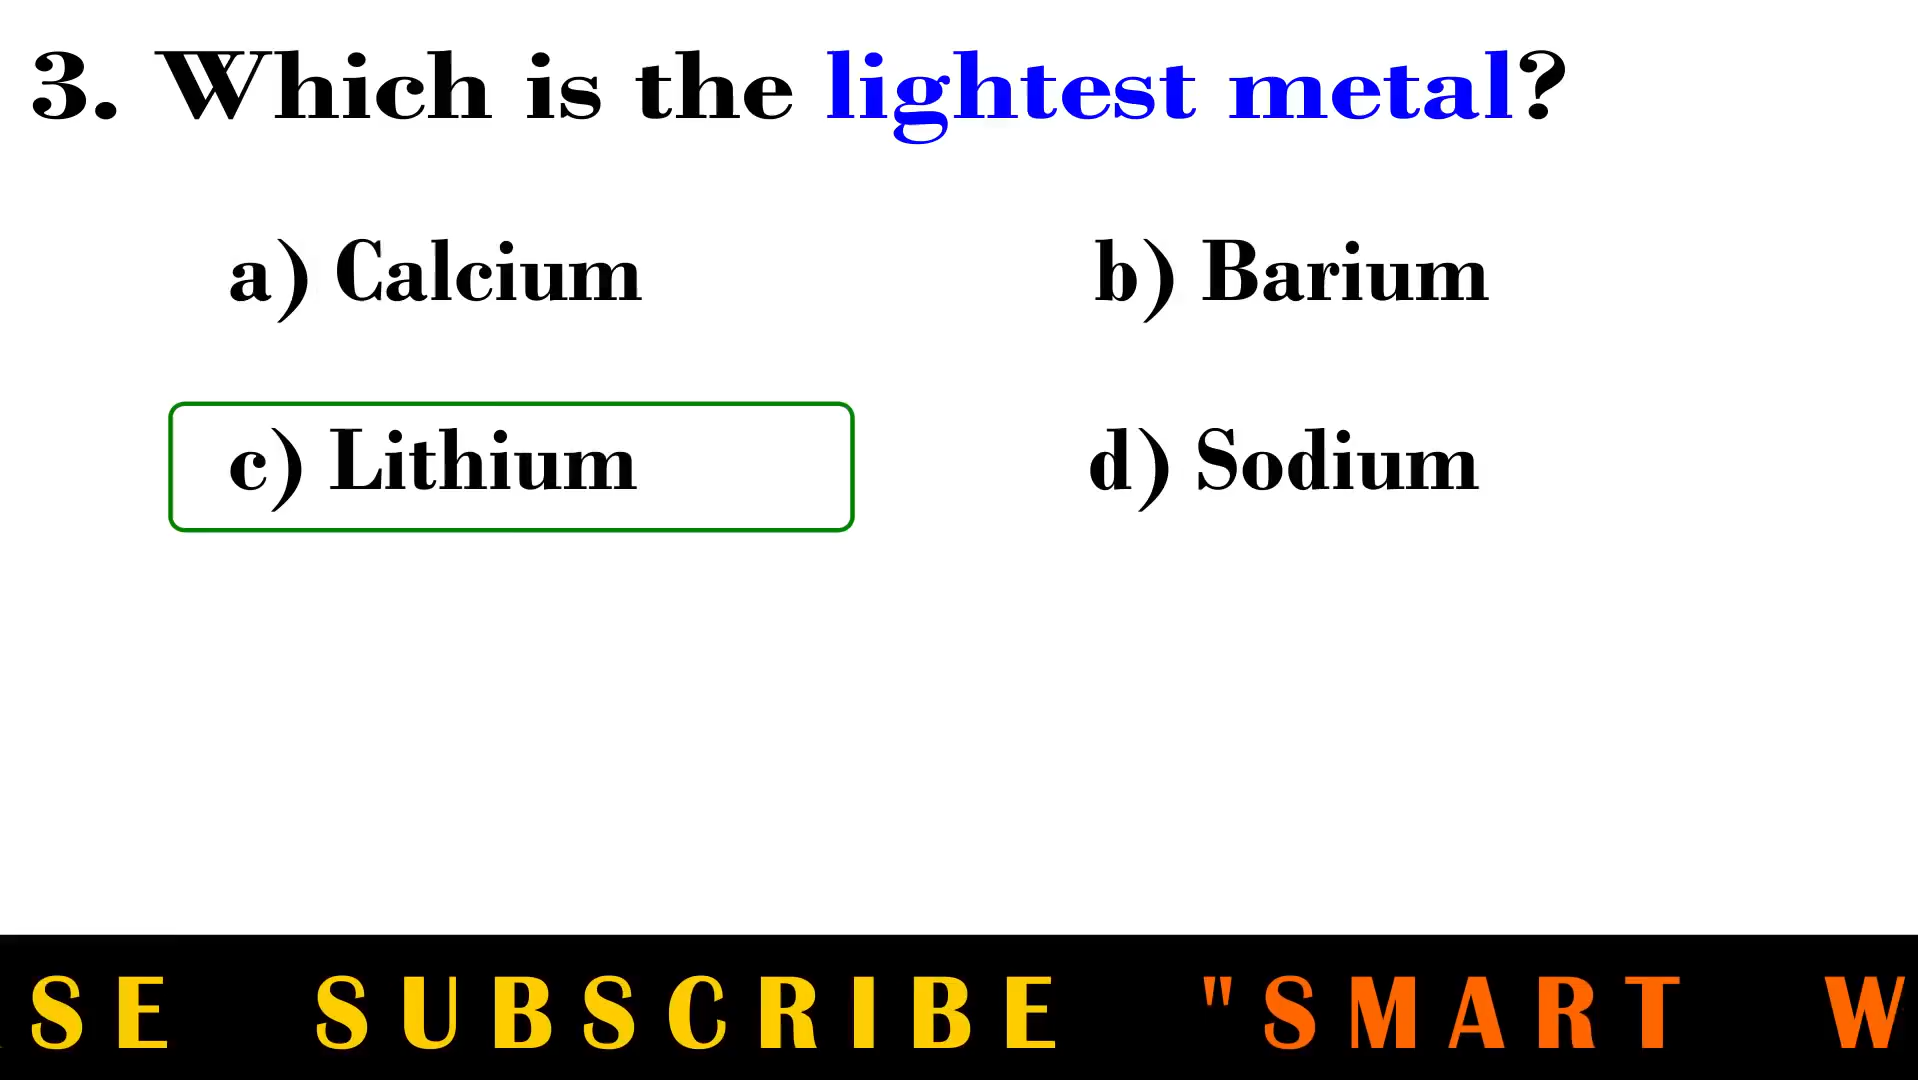 3. Which is the lightest metal?
a) Calcium b) Barium
c) Lithium d) Sodium
SE SUBSCRIBE "SMART W